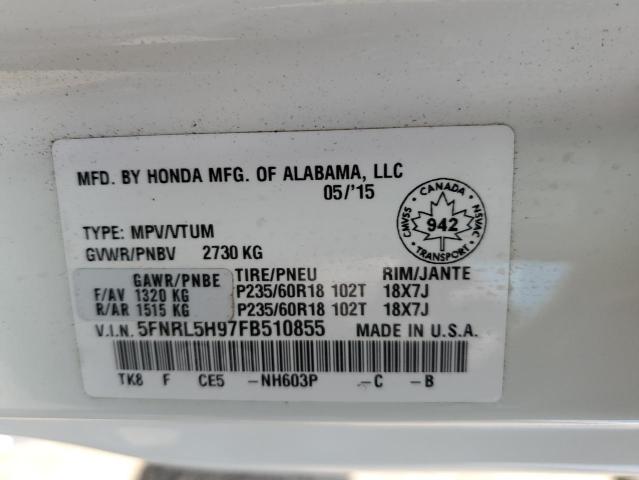 MFD. BY HONDA MFG. OF ALABAMA, LLC
05/'15
TYPE: MPV/VTUM
GVWR/PNBV 2730 KG
CANADA
CMVSS 942 NSVAC
TRANSPORT
GAWR/PNBE TIRE/PNEU RIM/JANTE
F/AV 1320 KG P235/60R18 102T 18X7J
R/AR 1515 KG P235/60R18 102T 18X7J
V.I.N. 5FNRL5H97FB510855 MADE IN U.S.A.
TK8 F CE5 -NH603P -C -B